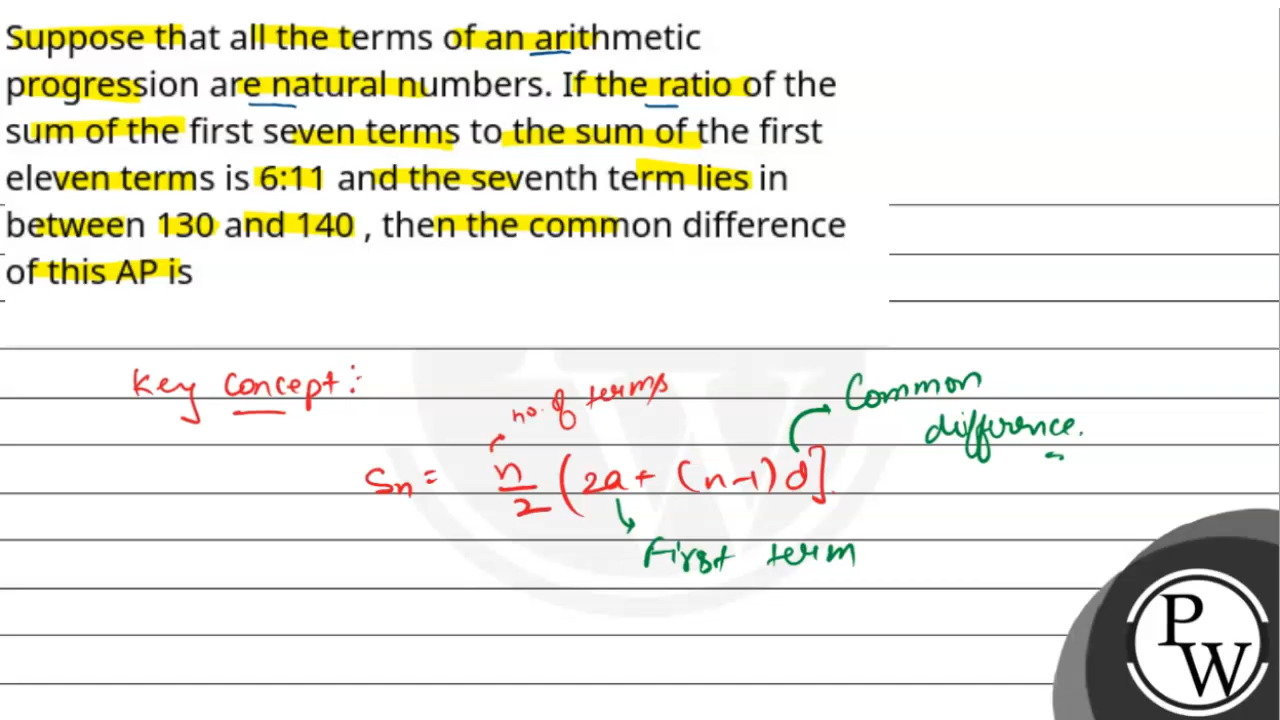 Suppose that all the terms of an arithmetic
progression are natural numbers. If the ratio of the
sum of the first seven terms to the sum of the first
eleven terms is 6:11 and the seventh term lies in
between 130 and 140 , then the common difference
of this AP is
Key concept :-
no. of terms
Common
difference.
Sn = n/2 (2a + (n-1) d].
First term
PW